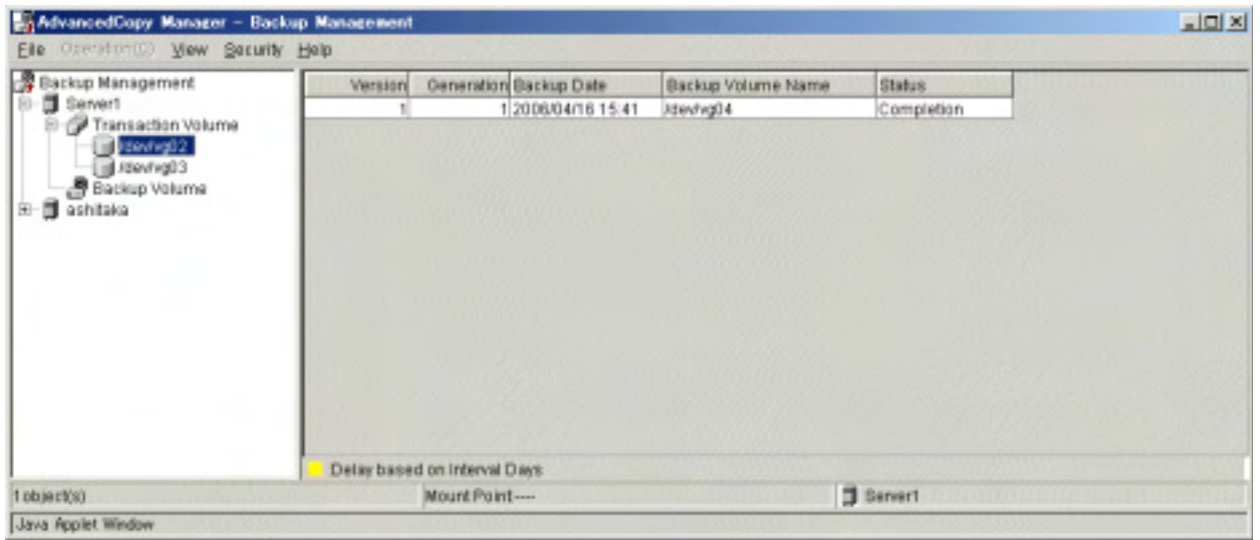 AdvancedCopy Manager – Backup Management
File Operation(O) View Security Help
Backup Management
Server1
Transaction Volume
/dev/vg02
/dev/vg03
Backup Volume
ashitaka
Version Generation Backup Date Backup Volume Name Status
1 1 2006/04/16 15:41 /dev/vg04 Completion
Delay based on Interval Days
1 object(s) Mount Point---- Server1
Java Applet Window